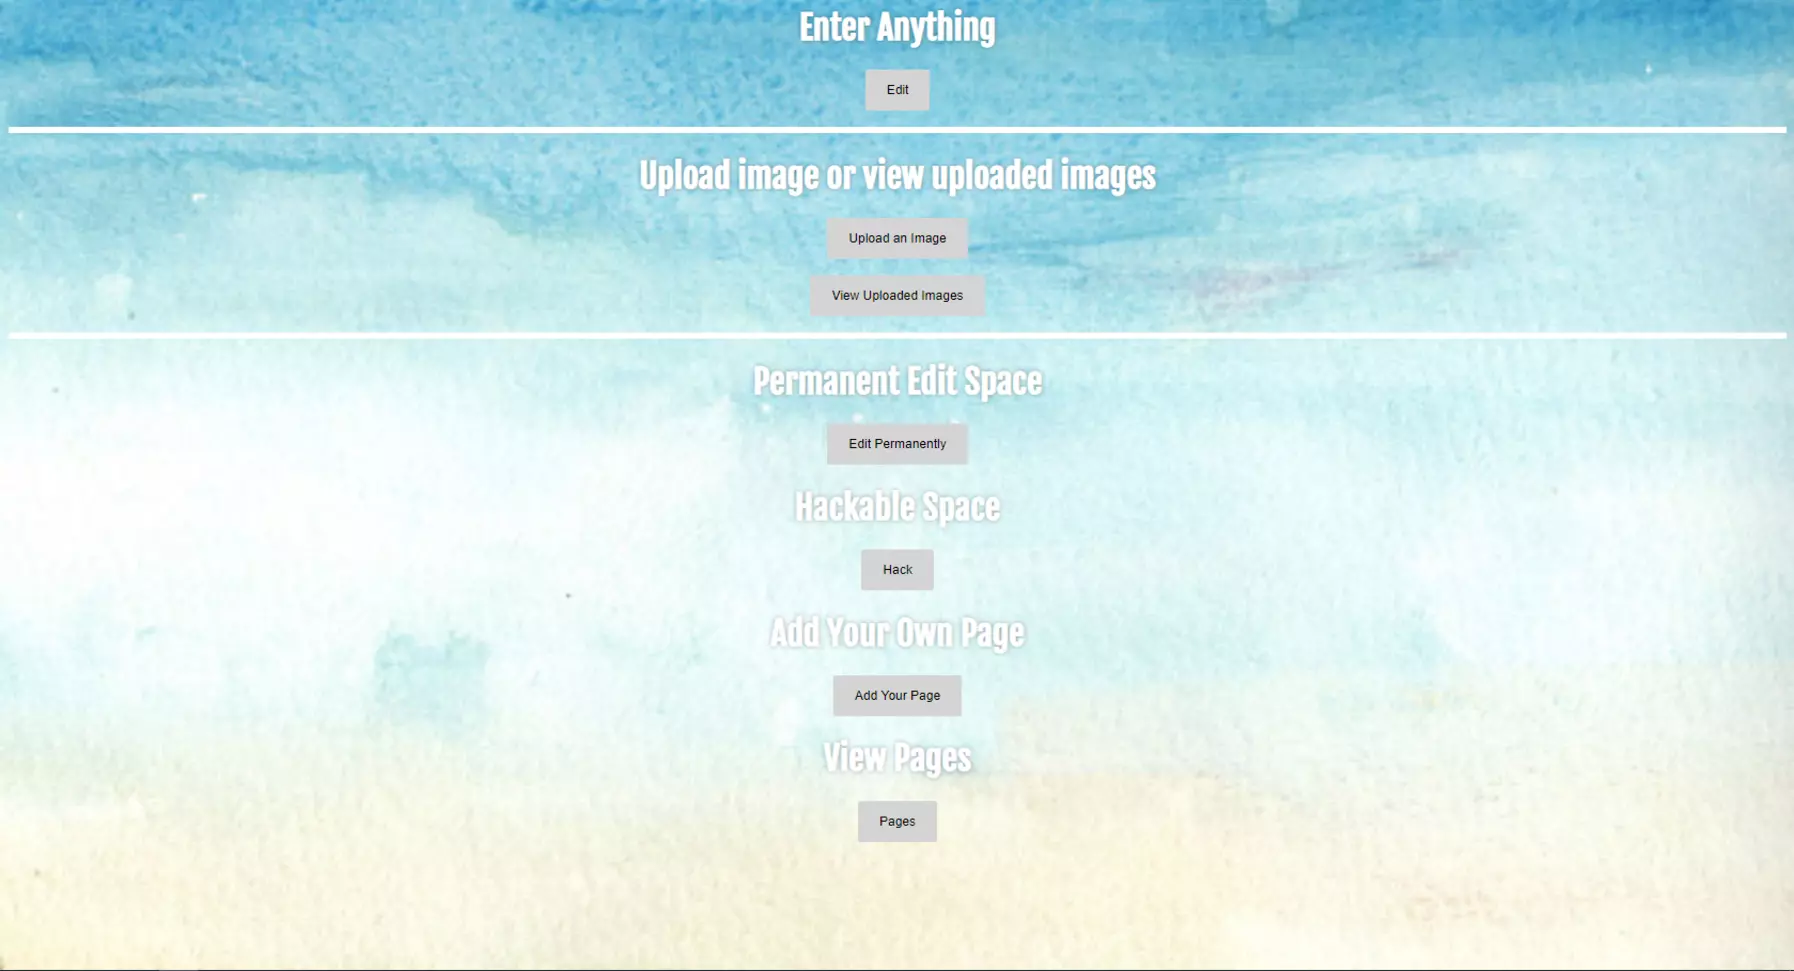 Enter Anything
Edit
Upload image or view uploaded images
Upload an Image
View Uploaded Images
Permanent Edit Space
Edit Permanently
Hackable Space
Hack
Add Your Own Page
Add Your Page
View Pages
Pages